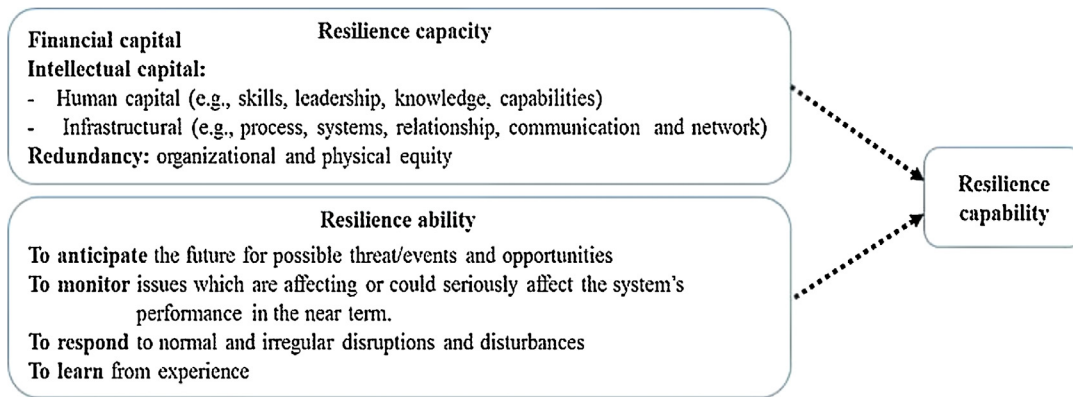 Resilience capacity
Financial capital
Intellectual capital:
- Human capital (e.g., skills, leadership, knowledge, capabilities)
- Infrastructural (e.g., process, systems, relationship, communication and network)
Redundancy: organizational and physical equity
Resilience ability
To anticipate the future for possible threat/events and opportunities
To monitor issues which are affecting or could seriously affect the system's
performance in the near term.
To respond to normal and irregular disruptions and disturbances
To learn from experience
Resilience
capability